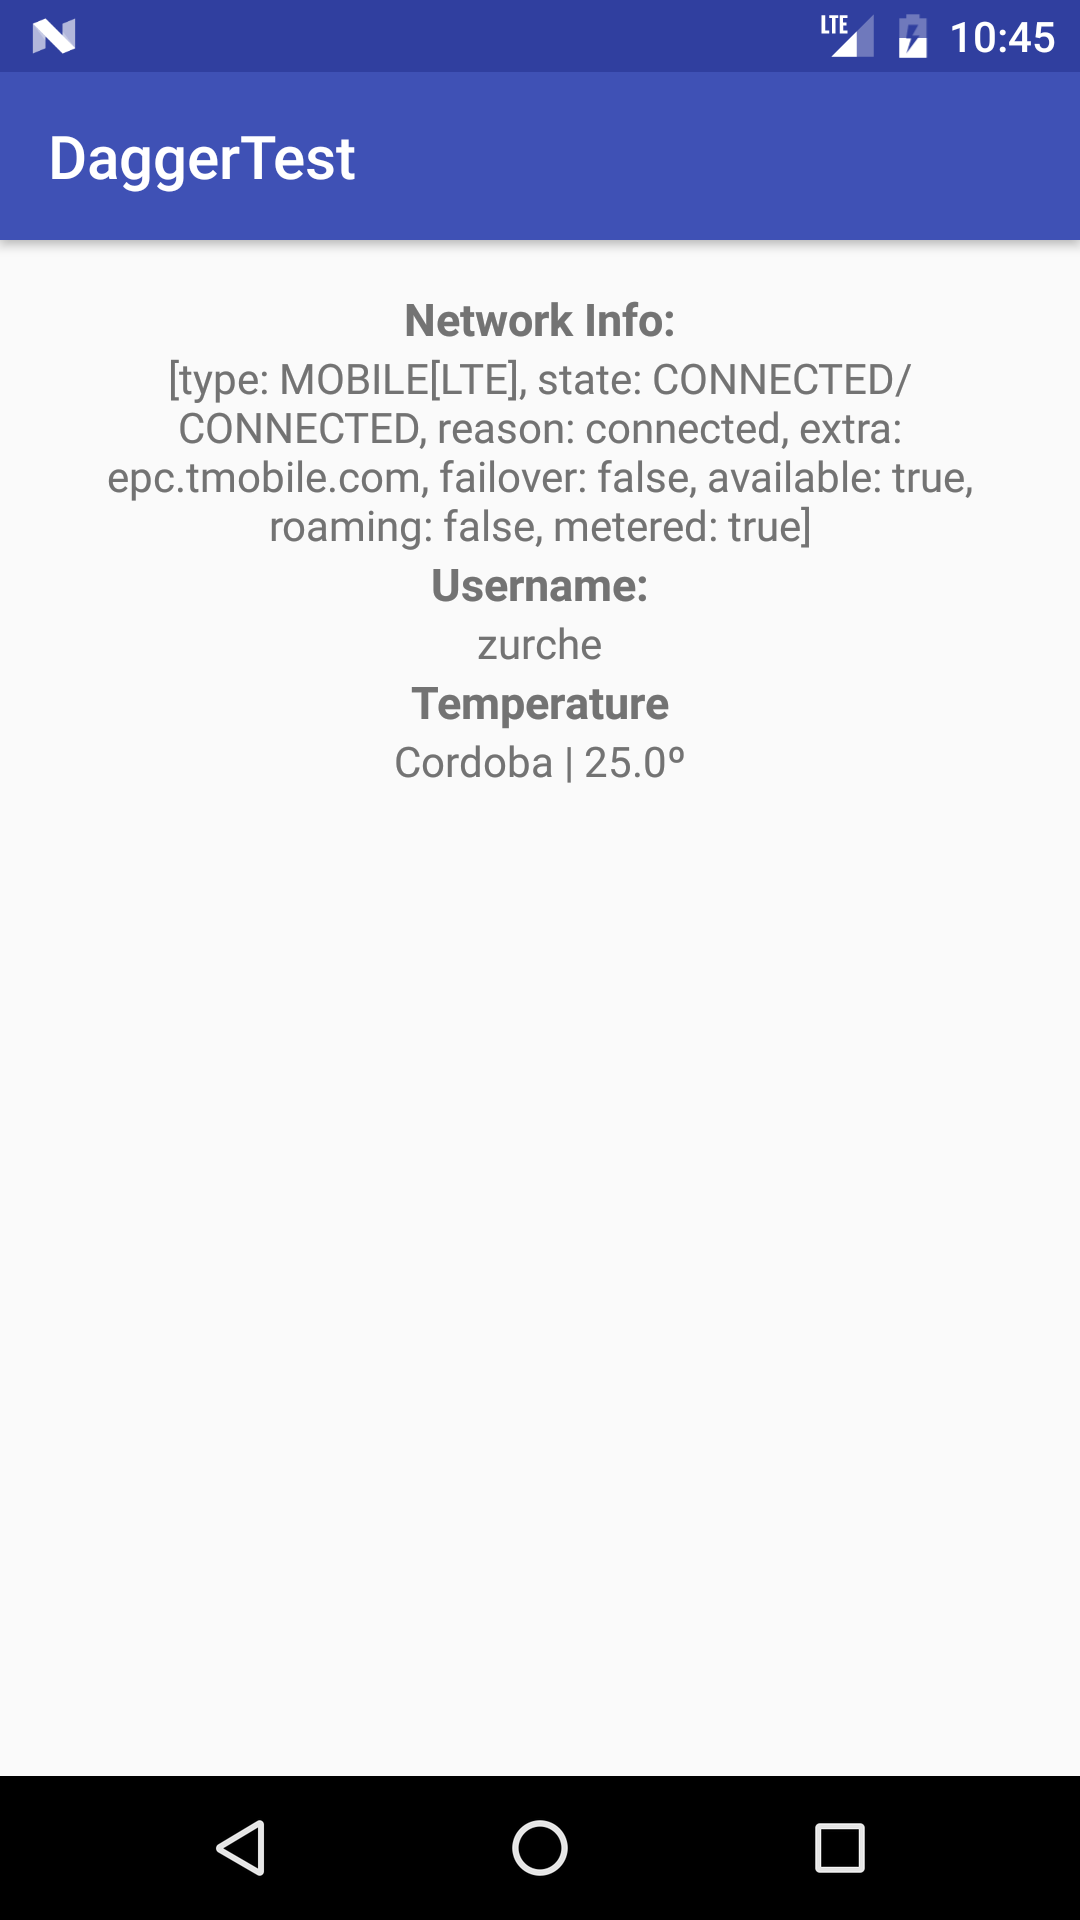 LTE 10:45
DaggerTest
Network Info:
[type: MOBILE[LTE], state: CONNECTED/
CONNECTED, reason: connected, extra:
epc.tmobile.com, failover: false, available: true,
roaming: false, metered: true]
Username:
zurche
Temperature
Cordoba | 25.0º